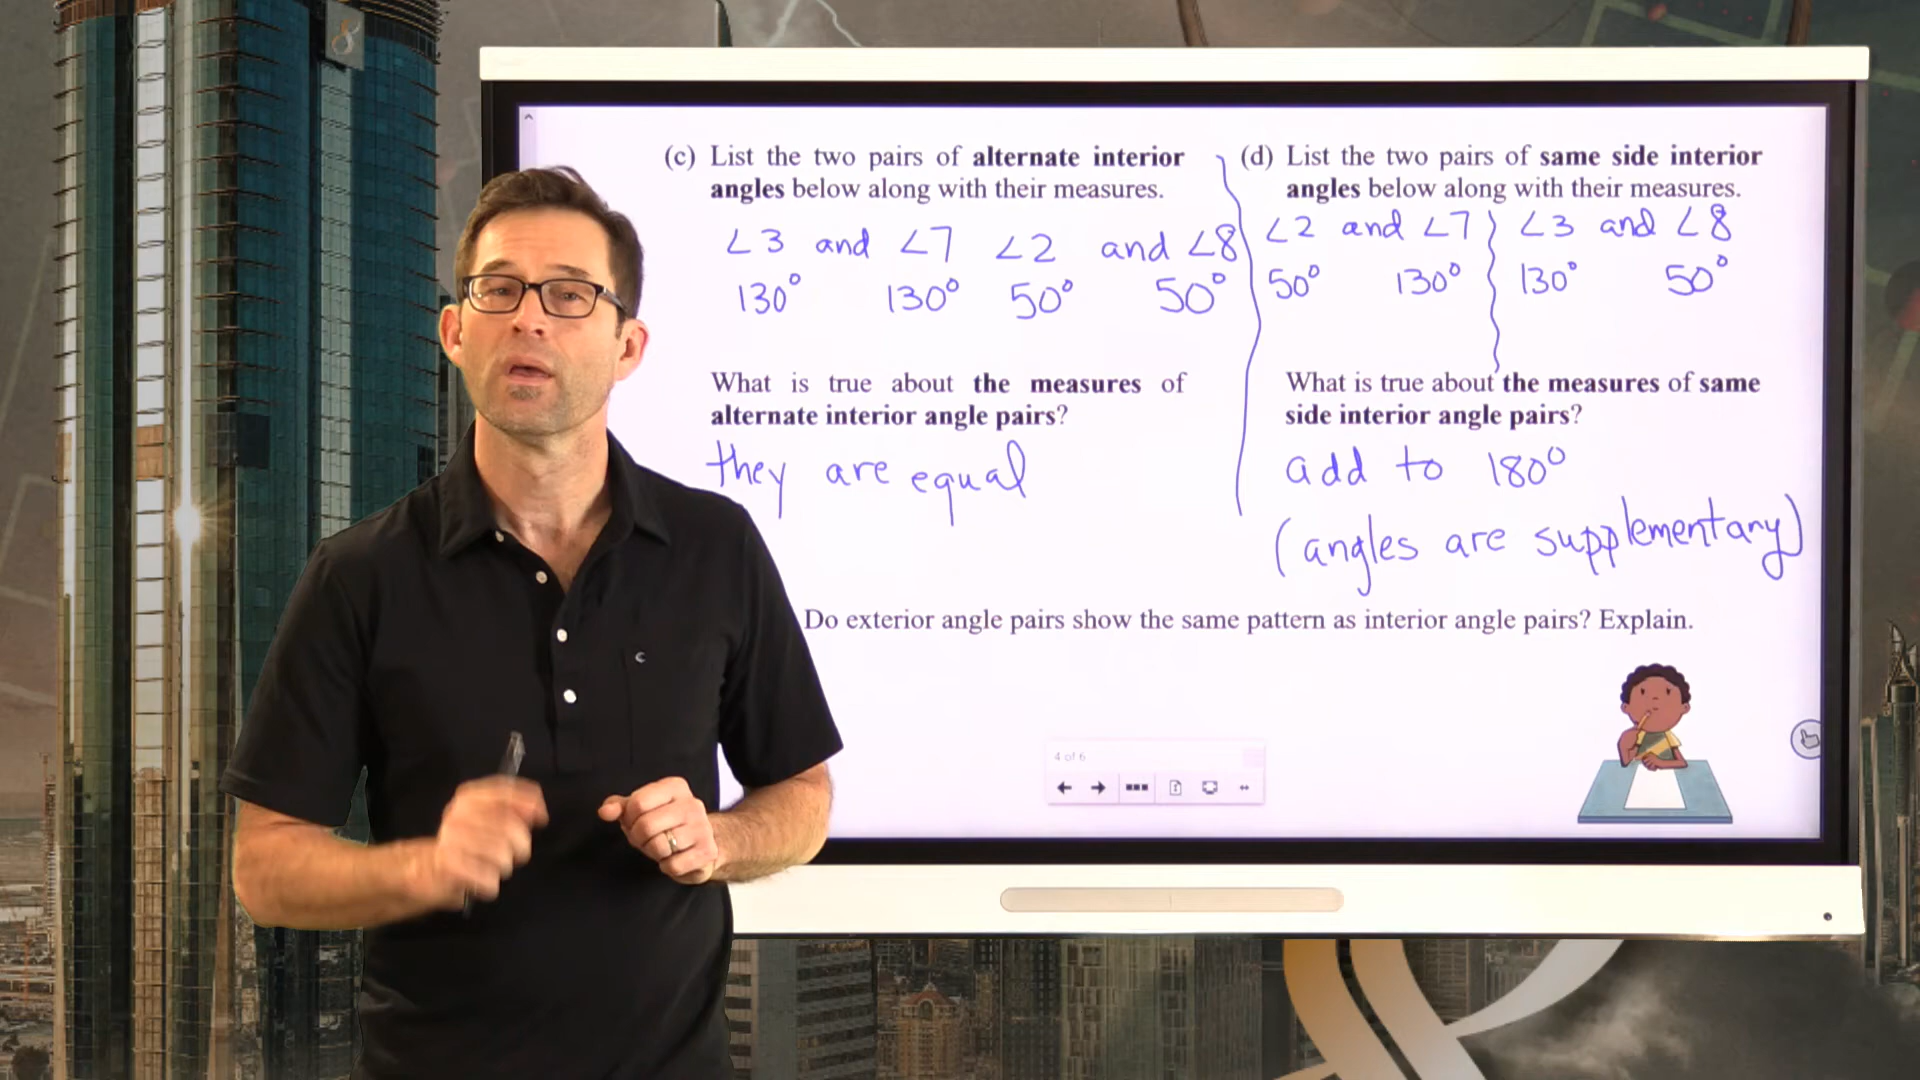 (c) List the two pairs of alternate interior
angles below along with their measures.
∠3 and ∠7 ∠2 and ∠8
130° 130° 50° 50°
What is true about the measures of
alternate interior angle pairs?
they are equal
(d) List the two pairs of same side interior
angles below along with their measures.
∠2 and ∠7 ∠3 and ∠8
50° 130° 130° 50°
What is true about the measures of same
side interior angle pairs?
add to 180°
(angles are supplementary)
Do exterior angle pairs show the same pattern as interior angle pairs? Explain.
4 of 6